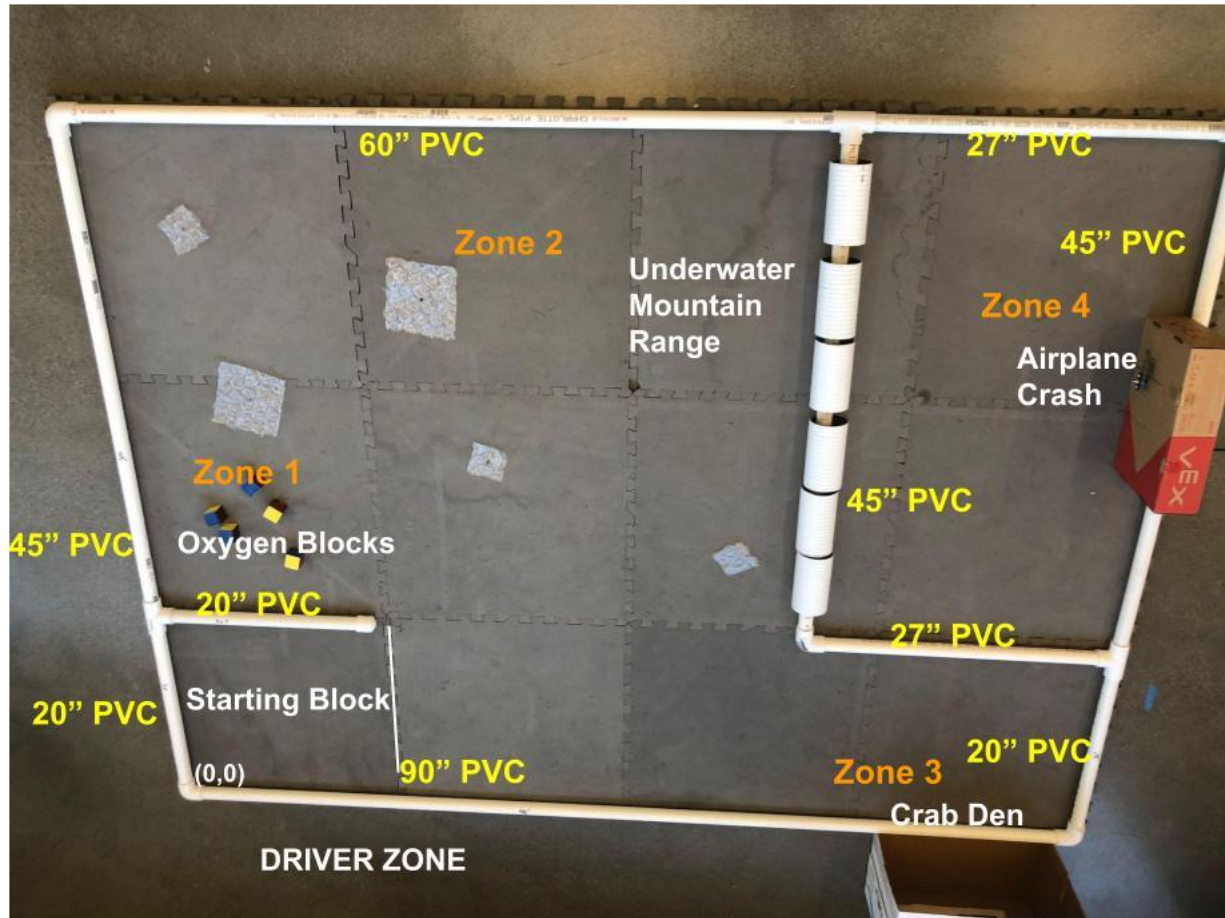 CHARLOTTE PIPE
60” PVC
27” PVC
Zone 2
45” PVC
Underwater
Mountain
Range
Zone 4
Airplane
Crash
VEX
Zone 1
45” PVC
Oxygen Blocks
45” PVC
20” PVC
27” PVC
Starting Block
20” PVC
20” PVC
(0,0)
90” PVC
Zone 3
Crab Den
DRIVER ZONE